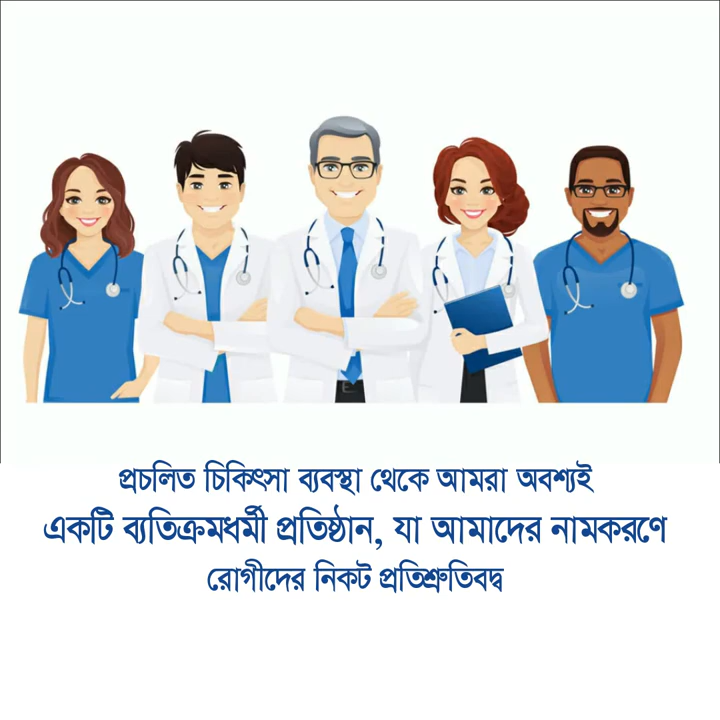 প্রচলিত চিকিৎসা ব্যবস্থা থেকে আমরা অবশ্যই
একটি ব্যতিক্রমধর্মী প্রতিষ্ঠান, যা আমাদের নামকরণে
রোগীদের নিকট প্রতিশ্রুতিবদ্ব